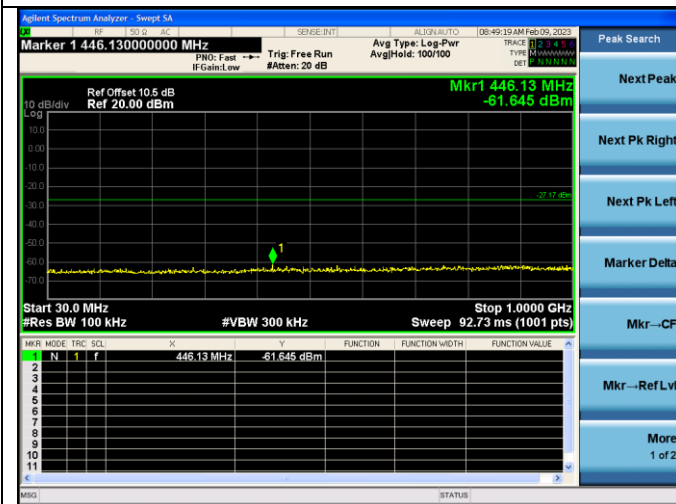 Agilent Spectrum Analyzer - Swept SA
RF 50 Ω AC SENSE:INT ALIGN AUTO 08:49:19 AM Feb 09, 2023
Marker 1 446.130000000 MHz
PNO: Fast
IFGain:Low
Trig: Free Run
#Atten: 20 dB
Avg Type: Log-Pwr
Avg|Hold: 100/100
TRACE 1 2 3 4 5 6
TYPE M
DET P N N N N N
Ref Offset 10.5 dB
10 dB/div Ref 20.00 dBm
Log
Mkr1 446.13 MHz
-61.645 dBm
10.0
0.00
-10.0
-20.0
-27.17 dBm
-30.0
-40.0
-50.0
1
-60.0
-70.0
Start 30.0 MHz Stop 1.0000 GHz
#Res BW 100 kHz #VBW 300 kHz Sweep 92.73 ms (1001 pts)
MKR MODE TRC SCL X Y FUNCTION FUNCTION WIDTH FUNCTION VALUE
1 N 1 f 446.13 MHz -61.645 dBm
2
3
4
5
6
7
8
9
10
11
MSG STATUS
Peak Search
Next Peak
Next Pk Right
Next Pk Left
Marker Delta
Mkr→CF
Mkr→Ref Lvl
More
1 of 2